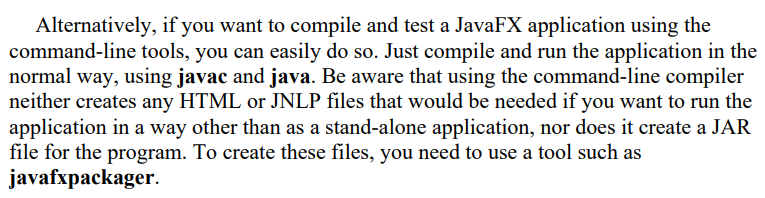 Alternatively, if you want to compile and test a JavaFX application using the
command-line tools, you can easily do so. Just compile and run the application in the
normal way, using javac and java. Be aware that using the command-line compiler
neither creates any HTML or JNLP files that would be needed if you want to run the
application in a way other than as a stand-alone application, nor does it create a JAR
file for the program. To create these files, you need to use a tool such as
javafxpackager.